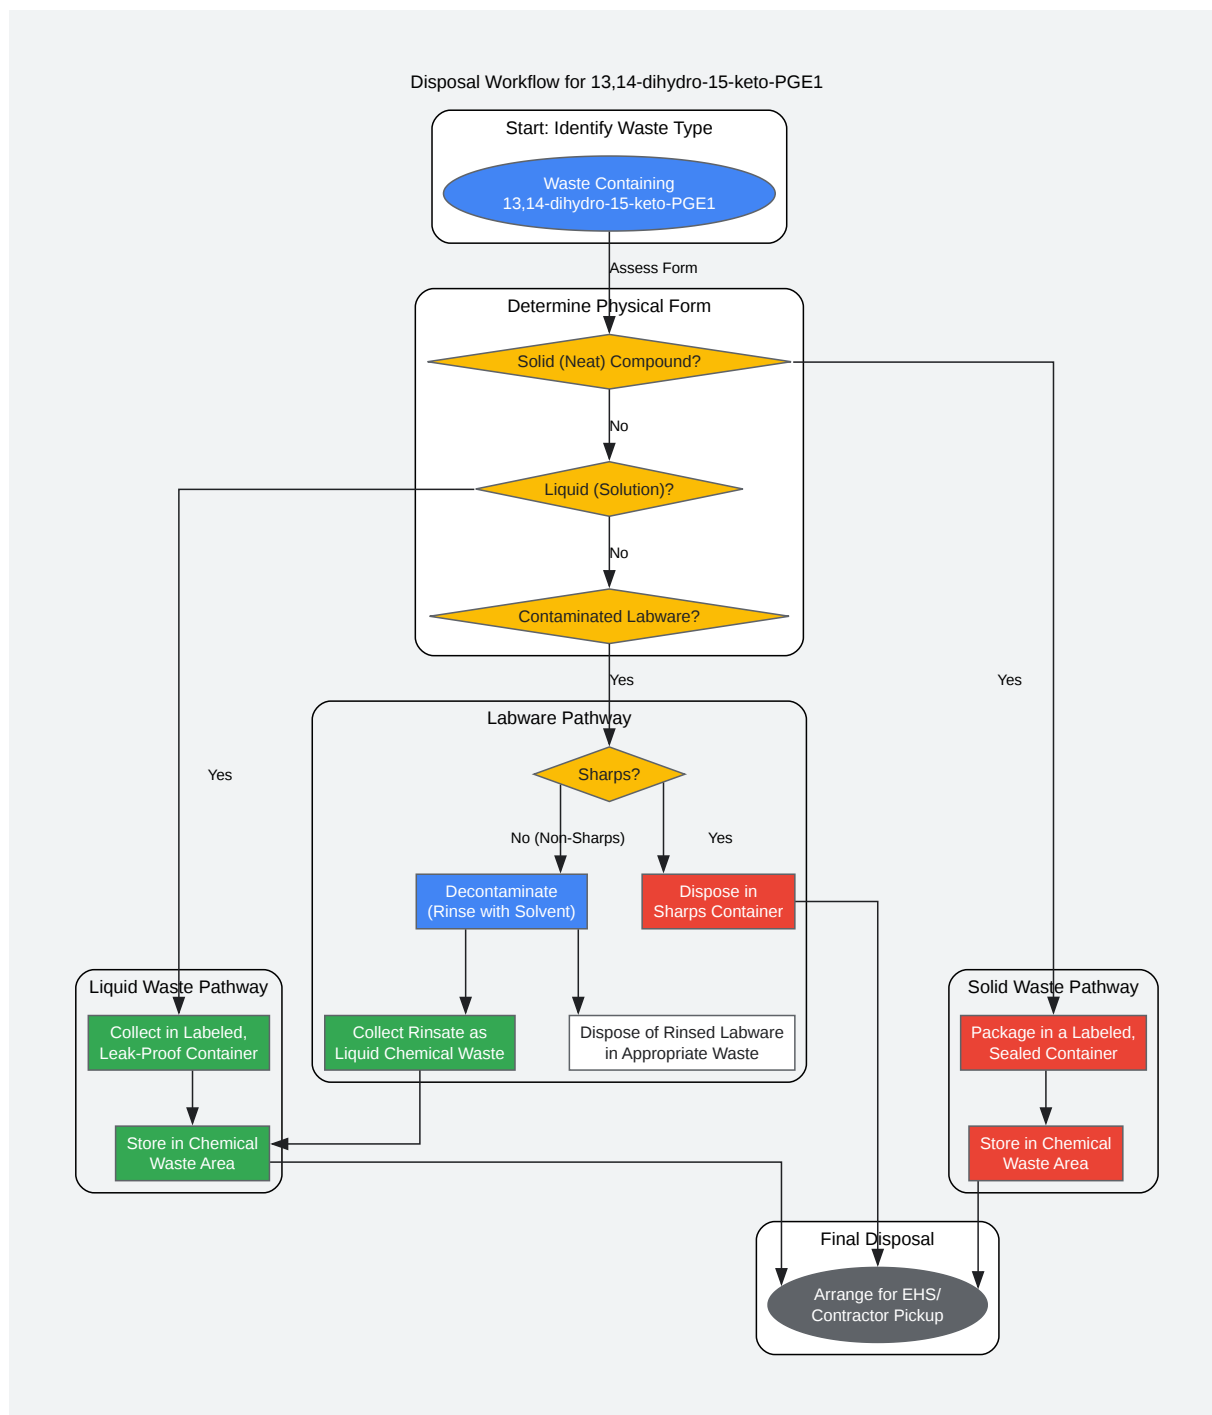 Disposal Workflow for 13,14-dihydro-15-keto-PGE1
Start: Identify Waste Type
Waste Containing
13,14-dihydro-15-keto-PGE1
Assess Form
Determine Physical Form
Solid (Neat) Compound?
No
Liquid (Solution)?
No
Contaminated Labware?
Yes
Yes
Labware Pathway
Sharps?
Yes
No (Non-Sharps)
Yes
Decontaminate
(Rinse with Solvent)
Dispose in
Sharps Container
Liquid Waste Pathway
Collect in Labeled,
Leak-Proof Container
Collect Rinsate as
Liquid Chemical Waste
Dispose of Rinsed Labware
in Appropriate Waste
Solid Waste Pathway
Package in a Labeled,
Sealed Container
Store in Chemical
Waste Area
Store in Chemical
Waste Area
Final Disposal
Arrange for EHS/
Contractor Pickup